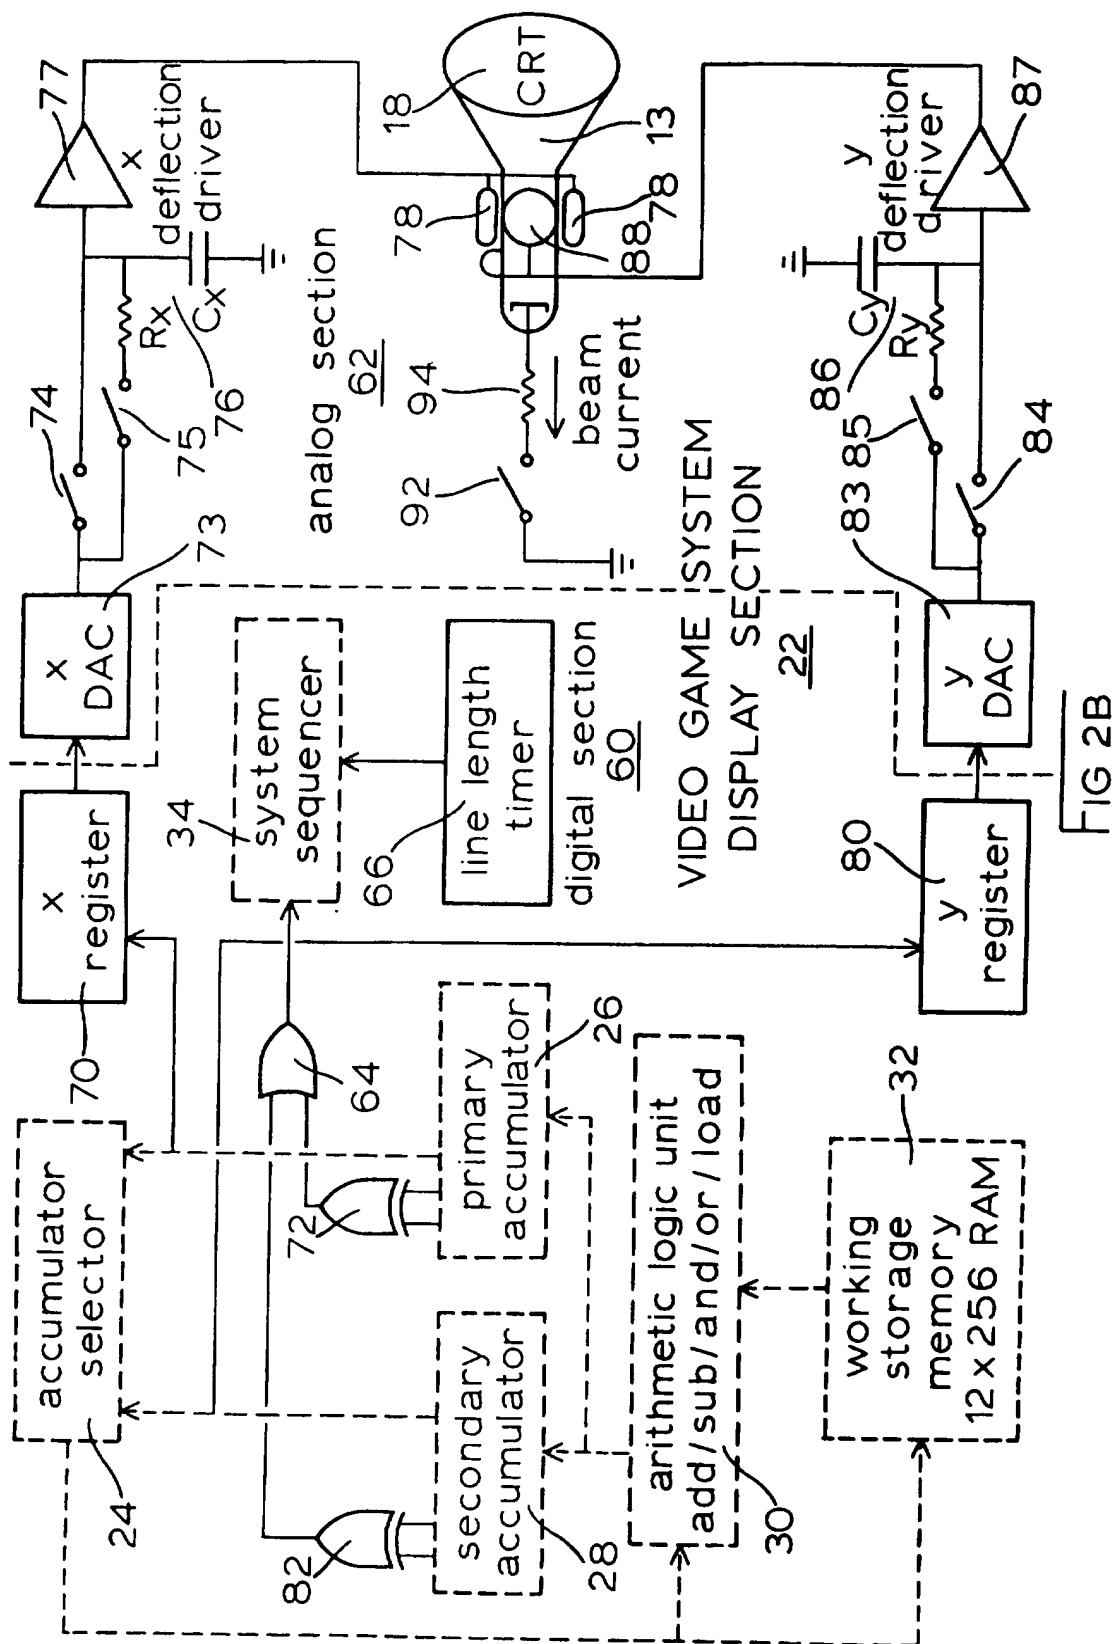 accumulator
selector
24
70
x
register
x
DAC
73
74
75
76
Rx
Cx
77
x
deflection
driver
82
72
64
34
system
sequencer
66
line length
timer
digital section
60
analog section
62
secondary
accumulator
28
primary
accumulator
26
92
94
beam
current
78
78
88
18
CRT
13
arithmetic logic unit
add/sub/and/or/load
30
VIDEO GAME SYSTEM
DISPLAY SECTION
22
working
storage
memory
12 x 256 RAM
32
80
y
register
y
DAC
83
84
85
86
Cy
Ry
y
deflection
driver
87
FIG 2B